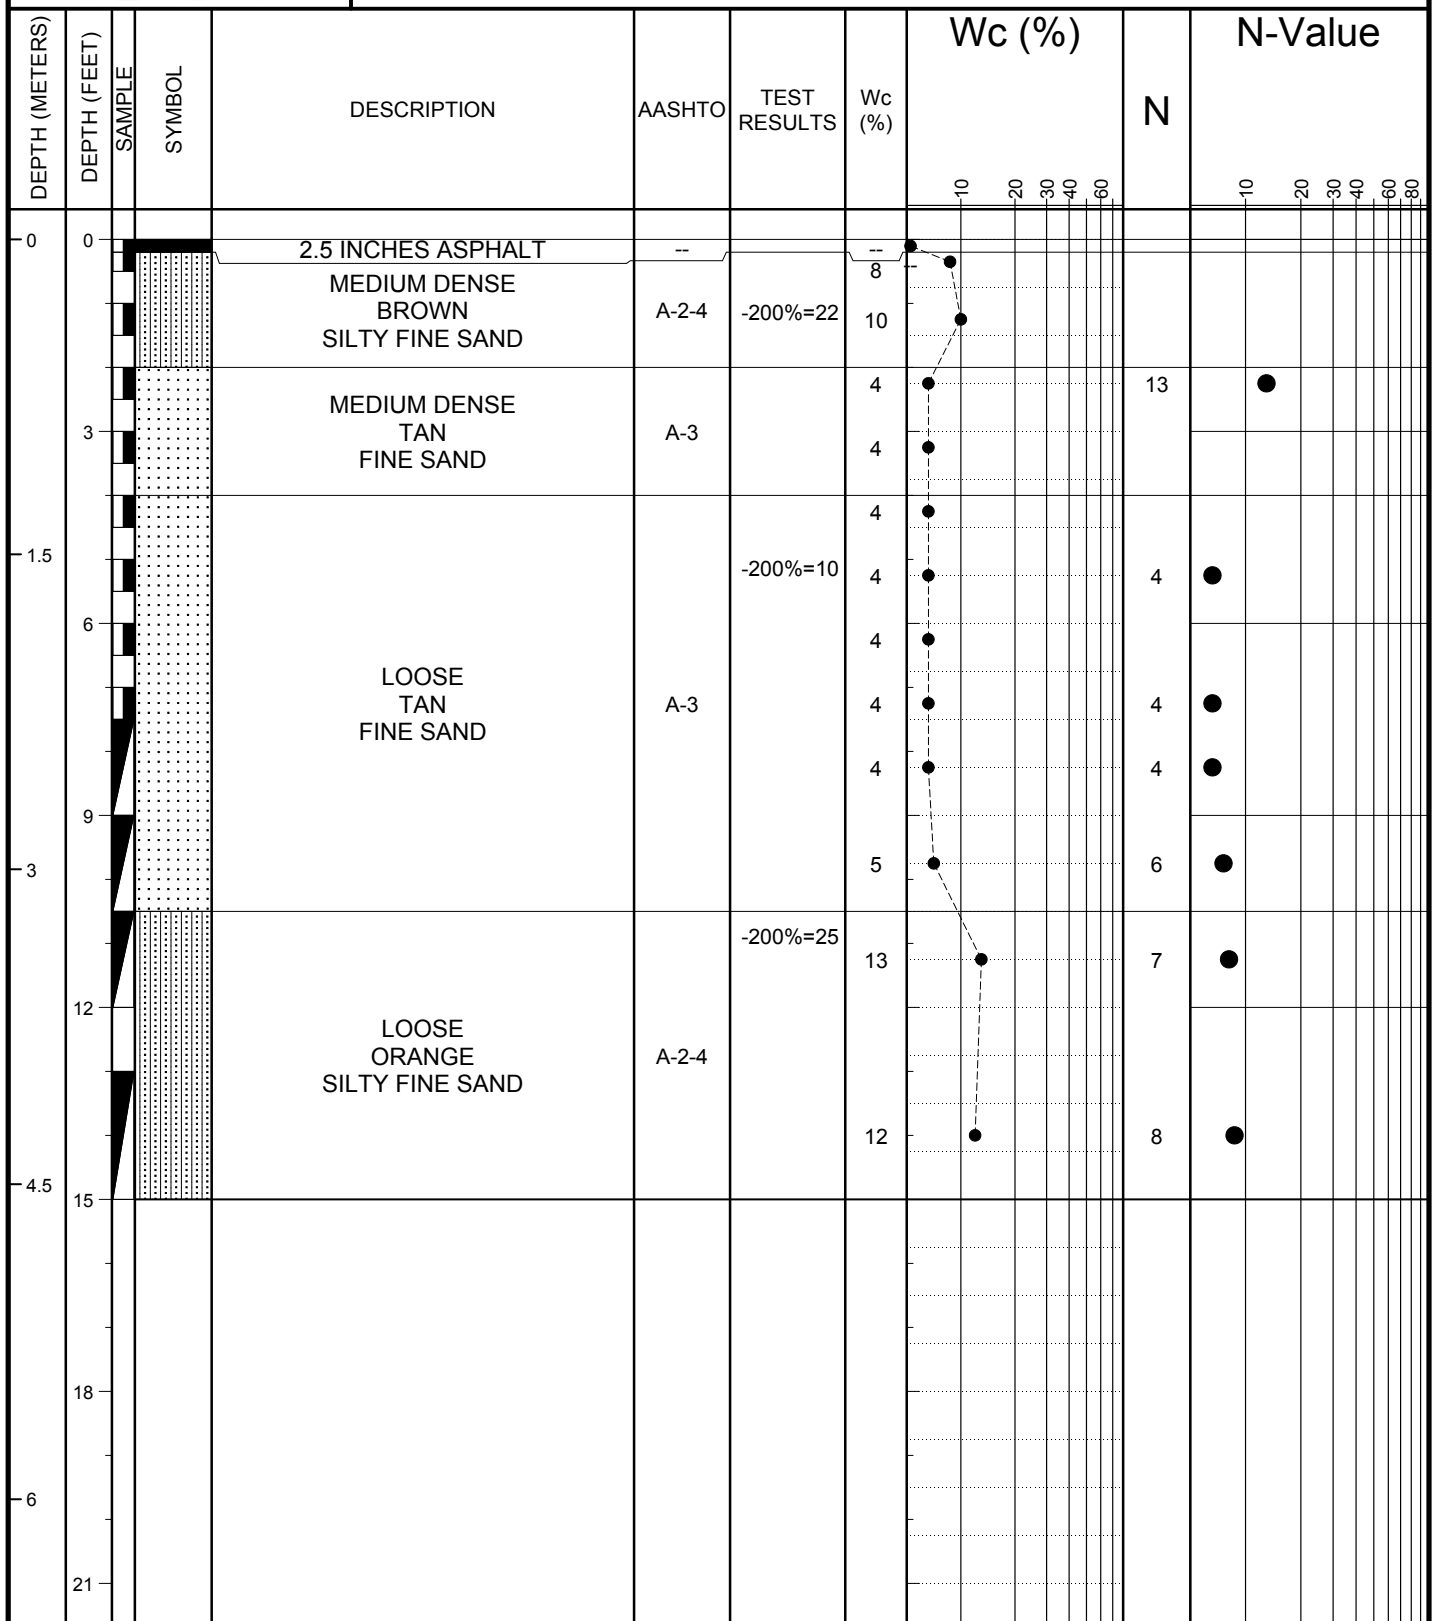 Wc (%)
N-Value
DEPTH (METERS)
DEPTH (FEET)
SAMPLE
SYMBOL
DESCRIPTION
AASHTO
TEST
RESULTS
Wc
(%)
N
10 20 30 40 60
10 20 30 40 60 80
0 0 2.5 INCHES ASPHALT -- --
8 --
MEDIUM DENSE
BROWN A-2-4 -200%=22 10
SILTY FINE SAND
4 13
MEDIUM DENSE
3 TAN A-3
FINE SAND 4
4
1.5
-200%=10 4 4
6 4
LOOSE
TAN A-3 4 4
FINE SAND
4 4
9
3 5 6
-200%=25
13 7
12
LOOSE
ORANGE A-2-4
SILTY FINE SAND
12 8
4.5
15
18
6
21